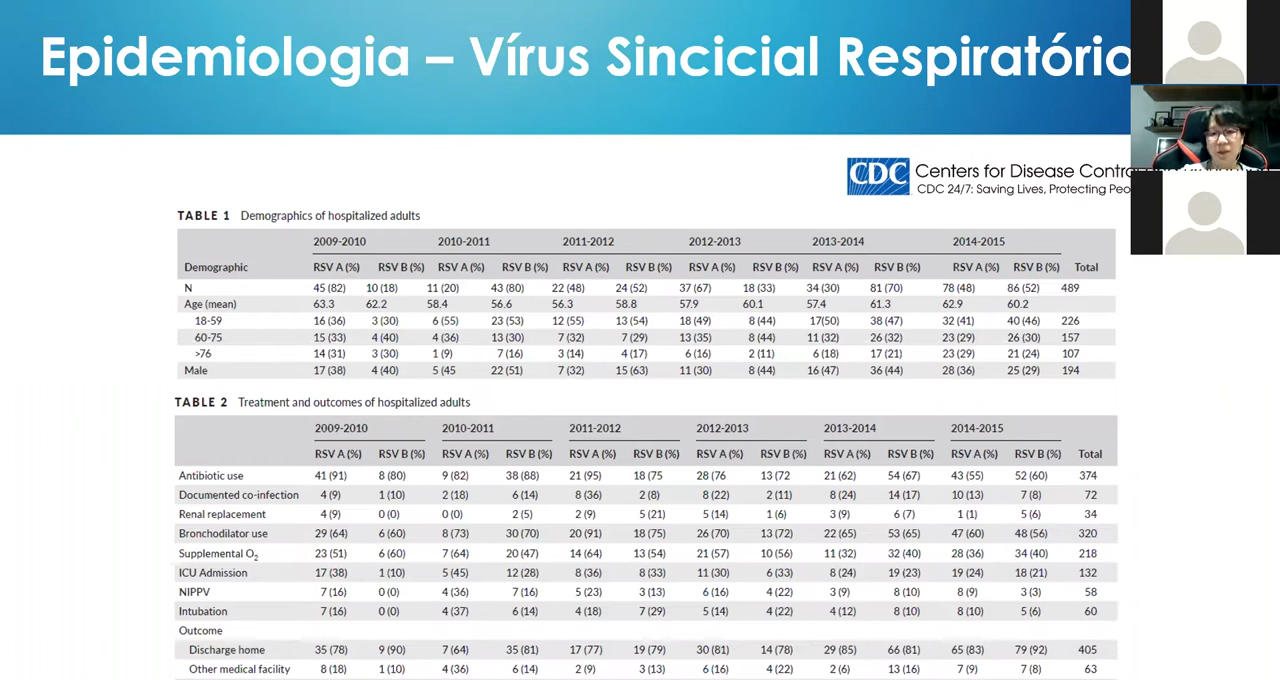 Epidemiologia – Vírus Sincicial Respiratório
CDC Centers for Disease Contr
CDC 24/7: Saving Lives, Protecting Peo
TABLE 1 Demographics of hospitalized adults
2009-2010 2010-2011 2011-2012 2012-2013 2013-2014 2014-2015
Demographic RSV A (%) RSV B (%) RSV A (%) RSV B (%) RSV A (%) RSV B (%) RSV A (%) RSV B (%) RSV A (%) RSV B (%) RSV A (%) RSV B (%) Total
N 45 (82) 10 (18) 11 (20) 43 (80) 22 (48) 24 (52) 37 (67) 18 (33) 34 (30) 81 (70) 78 (48) 86 (52) 489
Age (mean) 63.3 62.2 58.4 56.6 56.3 58.8 57.9 60.1 57.4 61.3 62.9 60.2
18-59 16 (36) 3 (30) 6 (55) 23 (53) 12 (55) 13 (54) 18 (49) 8 (44) 17(50) 38 (47) 32 (41) 40 (46) 226
60-75 15 (33) 4 (40) 4 (36) 13 (30) 7 (32) 7 (29) 13 (35) 8 (44) 11 (32) 26 (32) 23 (29) 26 (30) 157
>76 14 (31) 3 (30) 1 (9) 7 (16) 3 (14) 4 (17) 6 (16) 2 (11) 6 (18) 17 (21) 23 (29) 21 (24) 107
Male 17 (38) 4 (40) 5 (45 22 (51) 7 (32) 15 (63) 11 (30) 8 (44) 16 (47) 36 (44) 28 (36) 25 (29) 194
TABLE 2 Treatment and outcomes of hospitalized adults
2009-2010 2010-2011 2011-2012 2012-2013 2013-2014 2014-2015
RSV A (%) RSV B (%) RSV A (%) RSV B (%) RSV A (%) RSV B (%) RSV A (%) RSV B (%) RSV A (%) RSV B (%) RSV A (%) RSV B (%) Total
Antibiotic use 41 (91) 8 (80) 9 (82) 38 (88) 21 (95) 18 (75 28 (76 13 (72 21 (62) 54 (67) 43 (55) 52 (60) 374
Documented co-infection 4 (9) 1 (10) 2 (18) 6 (14) 8 (36) 2 (8) 8 (22) 2 (11) 8 (24) 14 (17) 10 (13) 7 (8) 72
Renal replacement 4 (9) 0 (0) 0 (0) 2 (5) 2 (9) 5 (21) 5 (14) 1 (6) 3 (9) 6 (7) 1 (1) 5 (6) 34
Bronchodilator use 29 (64) 6 (60) 8 (73) 30 (70) 20 (91) 18 (75) 26 (70) 13 (72) 22 (65) 53 (65) 47 (60) 48 (56) 320
Supplemental O2 23 (51) 6 (60) 7 (64) 20 (47) 14 (64) 13 (54) 21 (57) 10 (56) 11 (32) 32 (40) 28 (36) 34 (40) 218
ICU Admission 17 (38) 1 (10) 5 (45) 12 (28) 8 (36) 8 (33) 11 (30) 6 (33) 8 (24) 19 (23) 19 (24) 18 (21) 132
NIPPV 7 (16) 0 (0) 4 (36) 7 (16) 5 (23) 3 (13) 6 (16) 4 (22) 3 (9) 8 (10) 8 (9) 3 (3) 58
Intubation 7 (16) 0 (0) 4 (37) 6 (14) 4 (18) 7 (29) 5 (14) 4 (22) 4 (12) 8 (10) 8 (10) 5 (6) 60
Outcome
Discharge home 35 (78) 9 (90) 7 (64) 35 (81) 17 (77) 19 (79) 30 (81) 14 (78) 29 (85) 66 (81) 65 (83) 79 (92) 405
Other medical facility 8 (18) 1 (10) 4 (36) 6 (14) 2 (9) 3 (13) 6 (16) 4 (22) 2 (6) 13 (16) 7 (9) 7 (8) 63